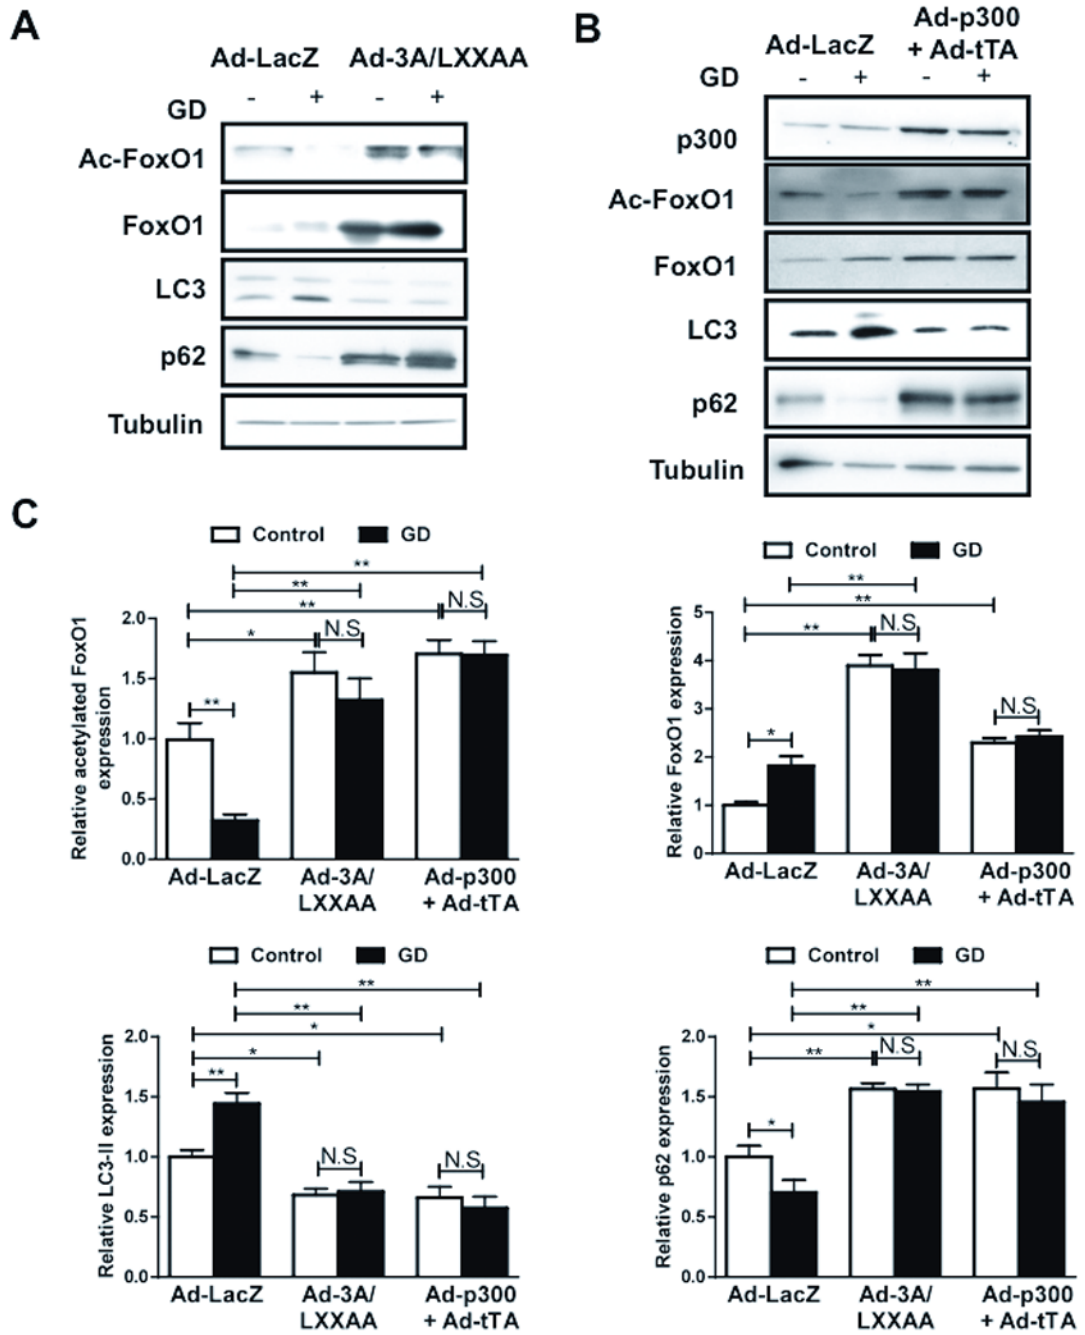 A
Ad-LacZ Ad-3A/LXXAA
GD - + - +
Ac-FoxO1
FoxO1
LC3
p62
Tubulin
B
Ad-p300
Ad-LacZ + Ad-tTA
GD - + - +
p300
Ac-FoxO1
FoxO1
LC3
p62
Tubulin
C
Control GD
**
**
**
* N.S N.S
**
Relative acetylated FoxO1
expression
2.0
1.5
1.0
0.5
0.0
Ad-LacZ Ad-3A/ Ad-p300
LXXAA + Ad-tTA
Control GD
**
**
** N.S
N.S
*
Relative FoxO1 expression
5
4
3
2
1
0
Ad-LacZ Ad-3A/ Ad-p300
LXXAA + Ad-tTA
Control GD
**
**
*
*
**
N.S N.S
Relative LC3-II expression
2.0
1.5
1.0
0.5
0.0
Ad-LacZ Ad-3A/ Ad-p300
LXXAA + Ad-tTA
Control GD
**
**
*
** N.S N.S
*
Relative p62 expression
2.0
1.5
1.0
0.5
0.0
Ad-LacZ Ad-3A/ Ad-p300
LXXAA + Ad-tTA